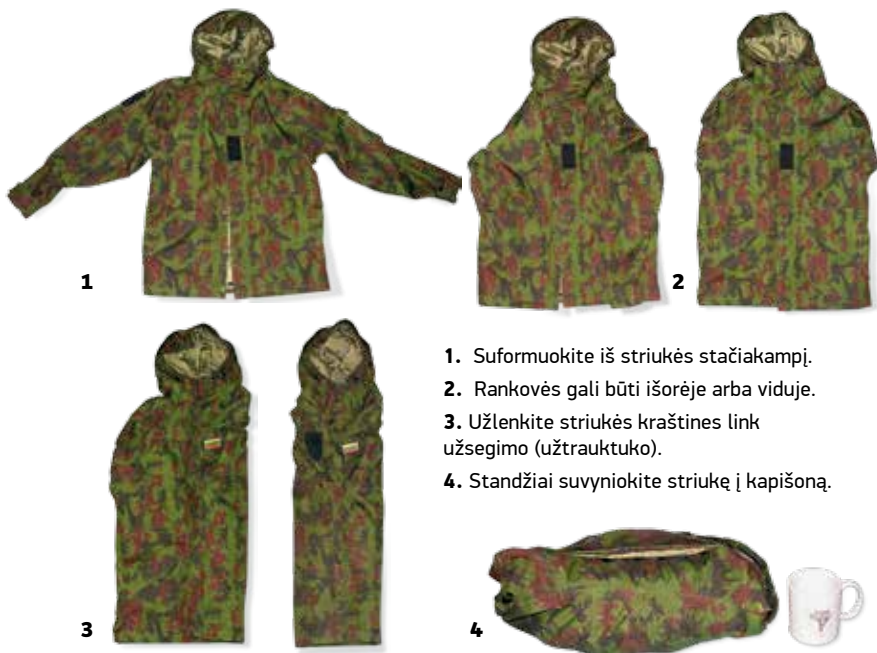 1
2
1. Suformuokite iš striukės stačiakampį.
2. Rankovės gali būti išorėje arba viduje.
3. Užlenkite striukės kraštines link
užsegimo (užtrauktuko).
4. Standžiai suvyniokite striukę į kapišoną.
3
4